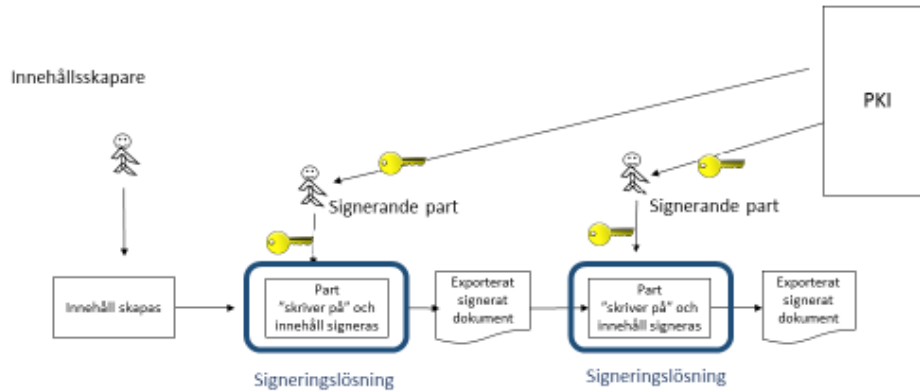 Innehållsskapare
PKI
Signerande part
Signerande part
Innehåll skapas
Part
"skriver på" och
innehåll signeras
Exporterat
signerat
dokument
Part
"skriver på" och
innehåll signeras
Exporterat
signerat
dokument
Signeringslösning
Signeringslösning